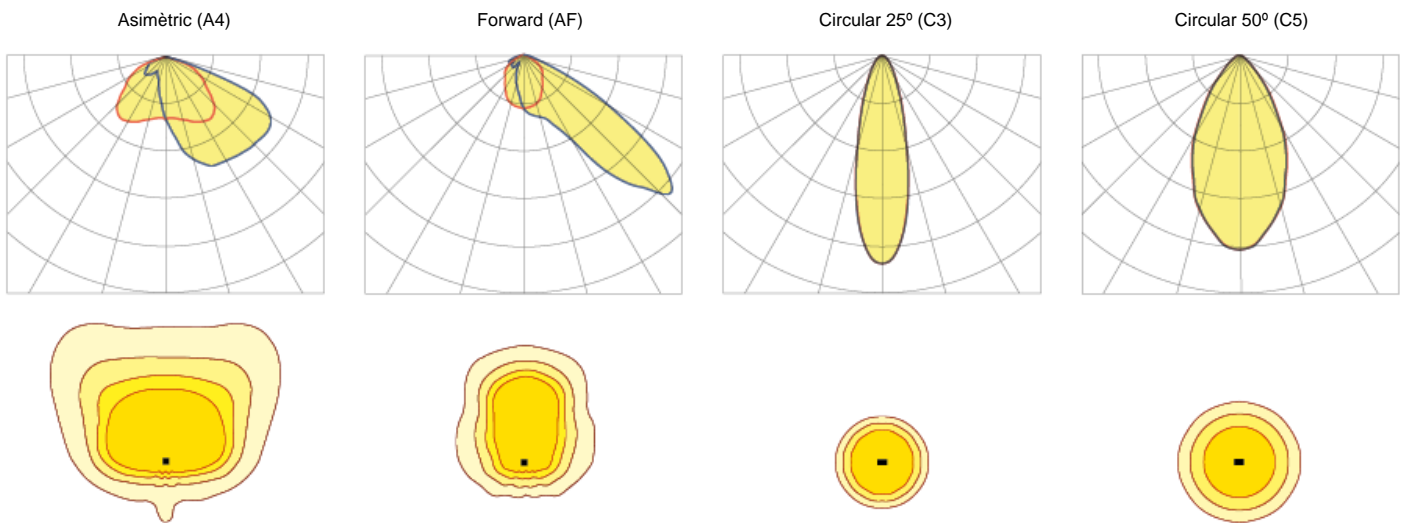 Asimètric (A4)
Forward (AF)
Circular 25º (C3)
Circular 50º (C5)